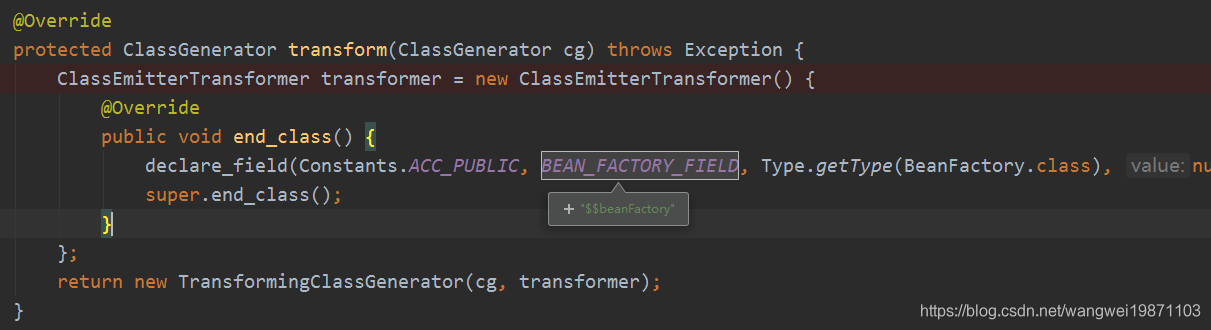 @Override
protected ClassGenerator transform(ClassGenerator cg) throws Exception {
    ClassEmitterTransformer transformer = new ClassEmitterTransformer() {
        @Override
        public void end_class() {
            declare_field(Constants.ACC_PUBLIC, BEAN_FACTORY_FIELD, Type.getType(BeanFactory.class), value: nu
            super.end_class();
+ "$$beanFactory"
        }
    };
    return new TransformingClassGenerator(cg, transformer);
}
https://blog.csdn.net/wangwei19871103